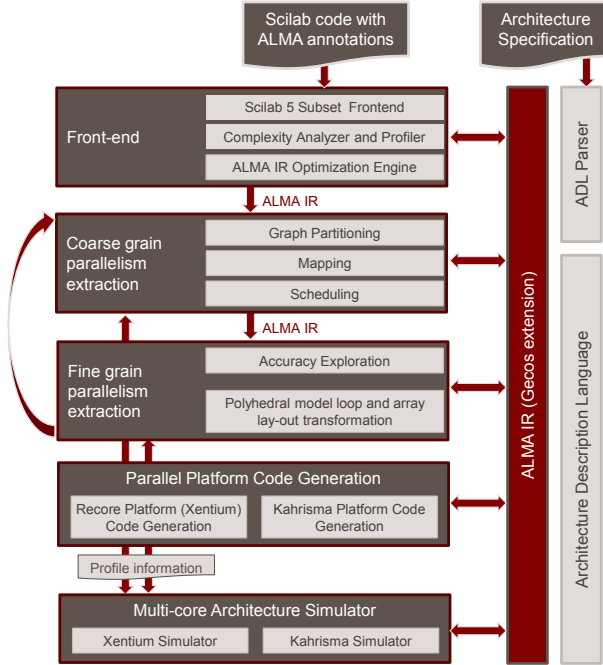 Scilab code with
ALMA annotations
Architecture
Specification
Front-end
Scilab 5 Subset Frontend
Complexity Analyzer and Profiler
ALMA IR Optimization Engine
ALMA IR
Coarse grain
parallelism
extraction
Graph Partitioning
Mapping
Scheduling
ALMA IR
Fine grain
parallelism
extraction
Accuracy Exploration
Polyhedral model loop and array
lay-out transformation
Parallel Platform Code Generation
Recore Platform (Xentium)
Code Generation
Kahrisma Platform Code
Generation
Profile information
Multi-core Architecture Simulator
Xentium Simulator
Kahrisma Simulator
ALMA IR (Gecos extension)
ADL Parser
Architecture Description Language